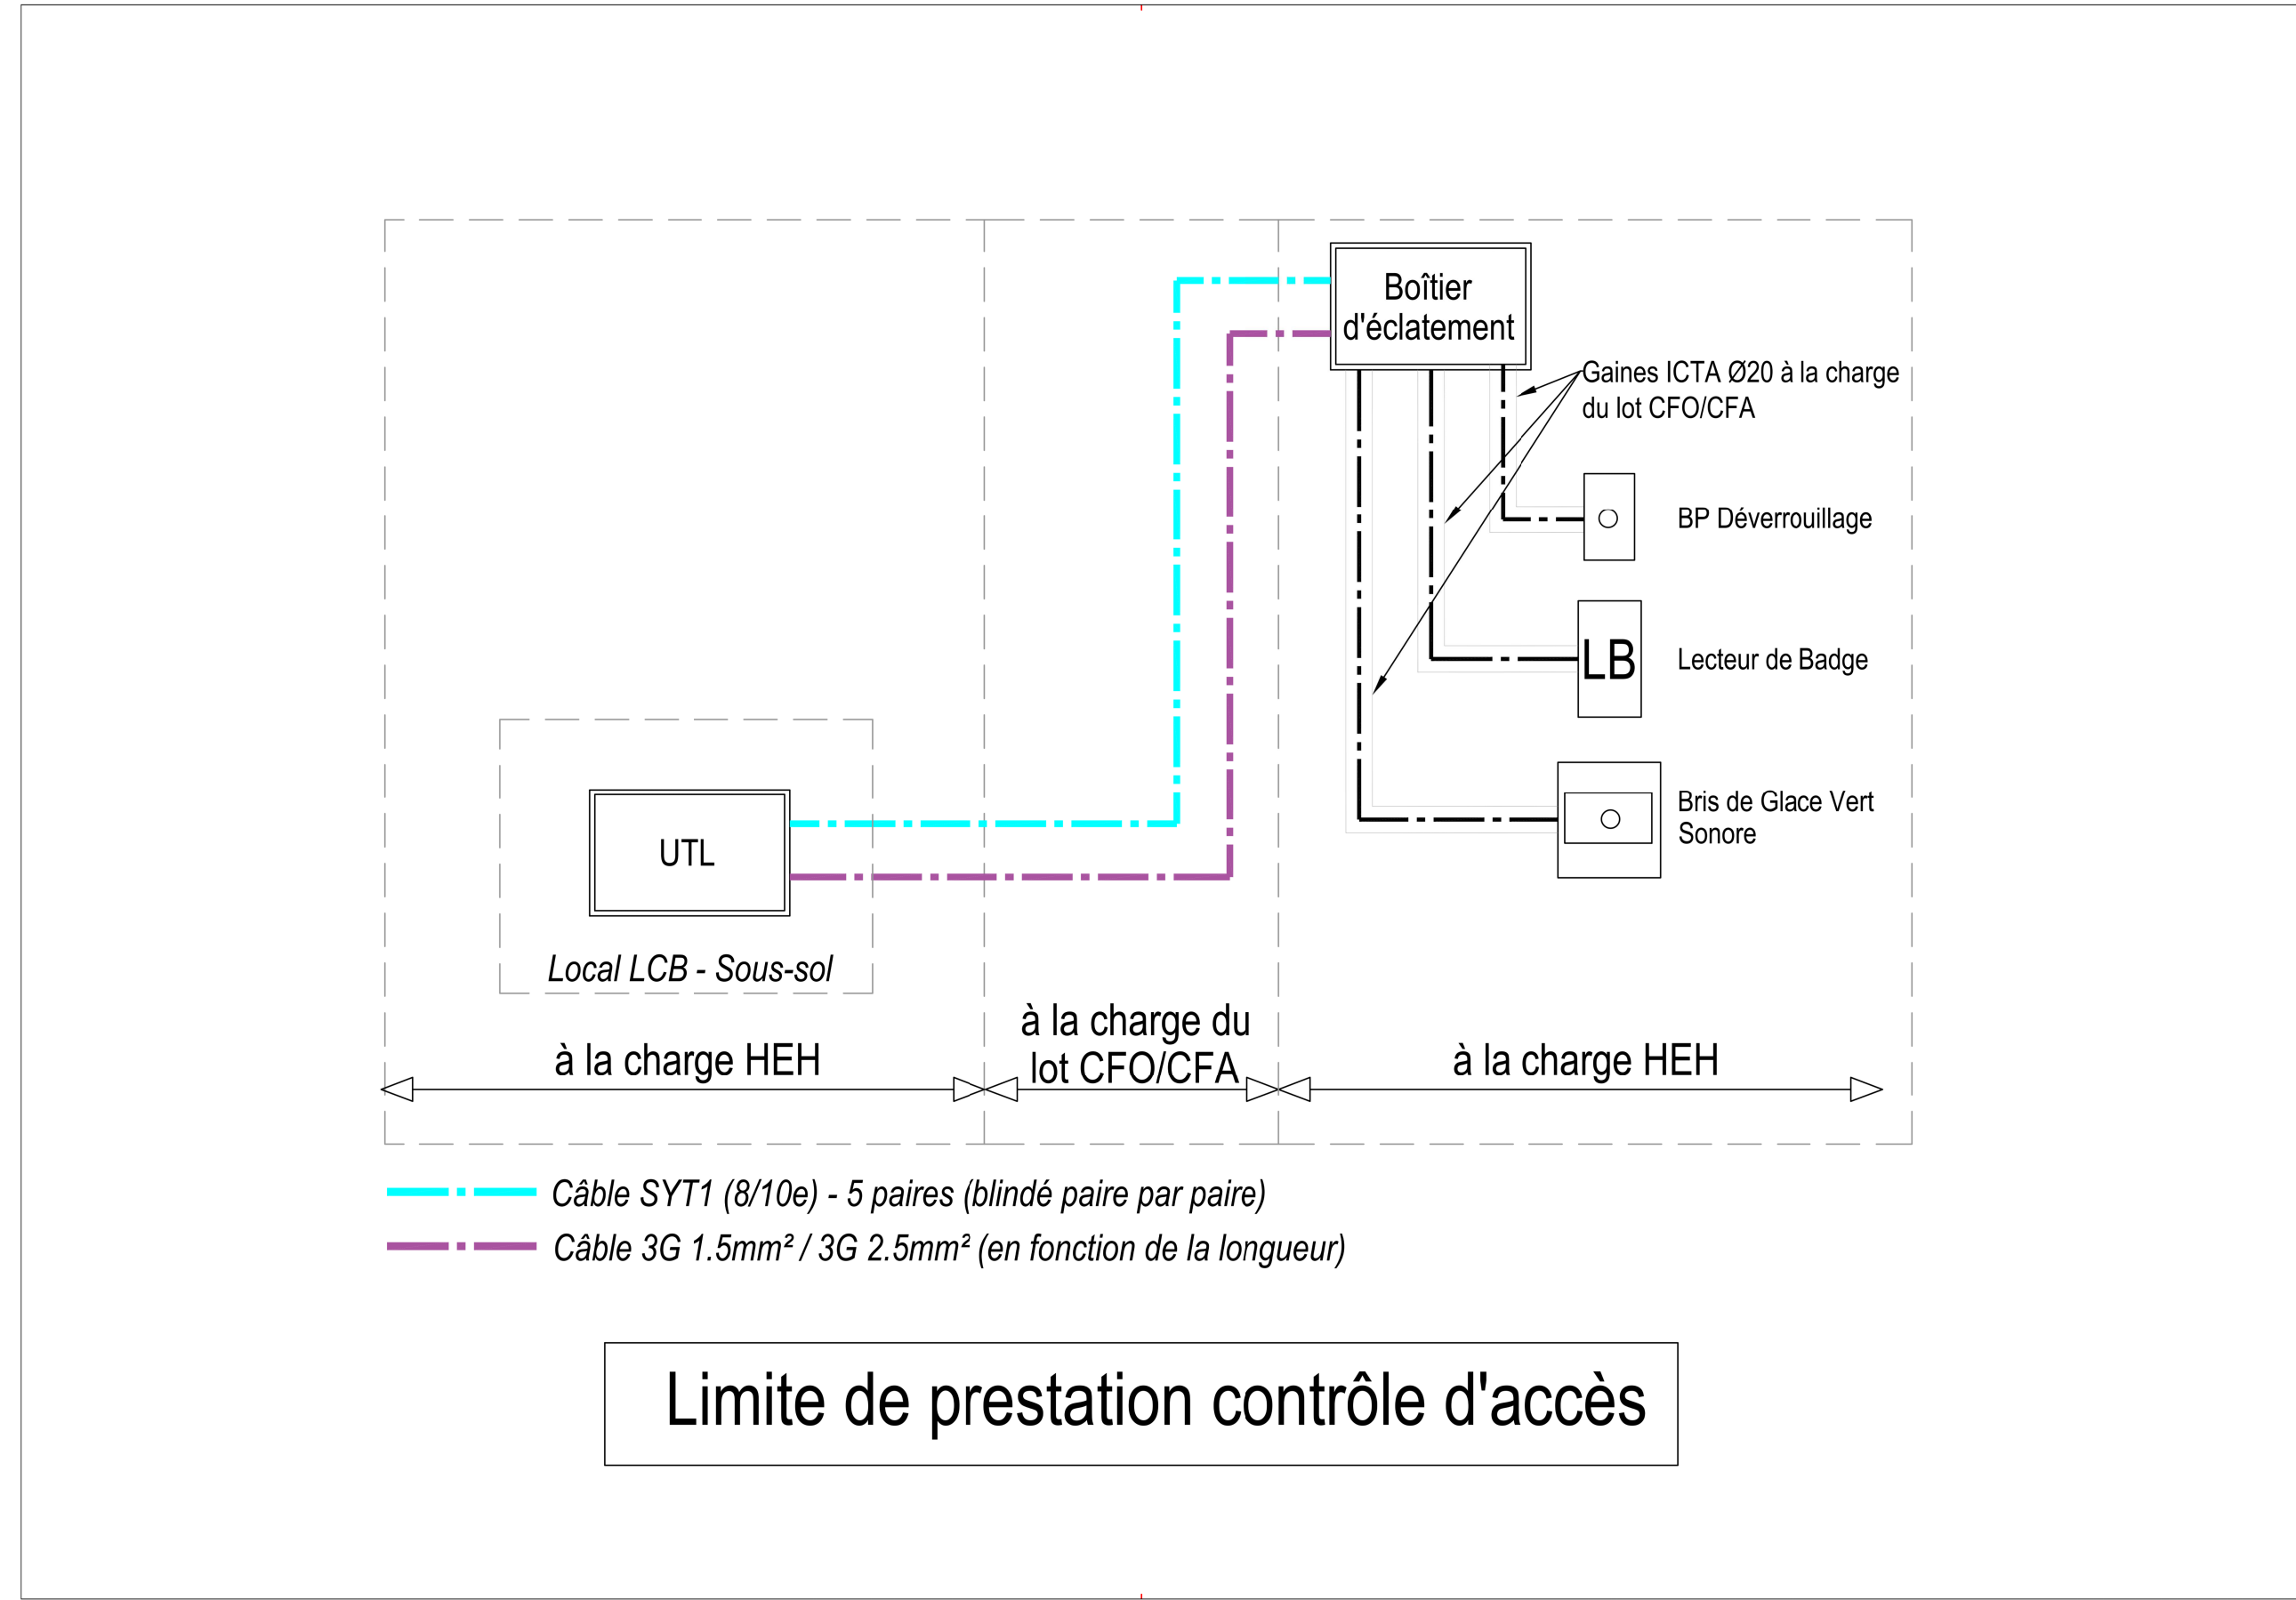 Boîtier
d'éclatement
Gaines ICTA Ø20 à la charge
du lot CFO/CFA
BP Déverrouillage
LB
Lecteur de Badge
Bris de Glace Vert
Sonore
UTL
Local LCB - Sous-sol
à la charge HEH
à la charge du
lot CFO/CFA
à la charge HEH
Câble SYT1 (8/10e) - 5 paires (blindé paire par paire)
Câble 3G 1.5mm² / 3G 2.5mm² (en fonction de la longueur)
Limite de prestation contrôle d'accès